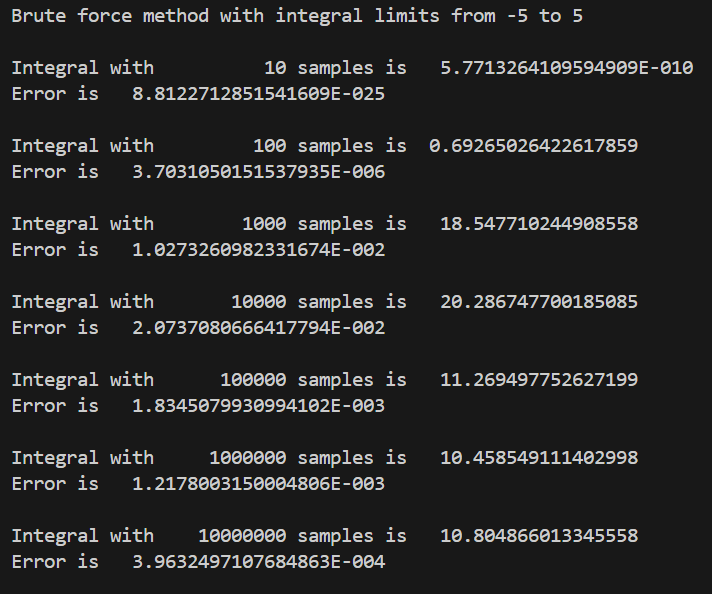 Brute force method with integral limits from -5 to 5
Integral with 10 samples is 5.7713264109594909E-010
Error is 8.8122712851541609E-025
Integral with 100 samples is 0.69265026422617859
Error is 3.7031050151537935E-006
Integral with 1000 samples is 18.547710244908558
Error is 1.0273260982331674E-002
Integral with 10000 samples is 20.286747700185085
Error is 2.0737080666417794E-002
Integral with 100000 samples is 11.269497752627199
Error is 1.8345079930994102E-003
Integral with 1000000 samples is 10.458549111402998
Error is 1.2178003150004806E-003
Integral with 10000000 samples is 10.804866013345558
Error is 3.9632497107684863E-004